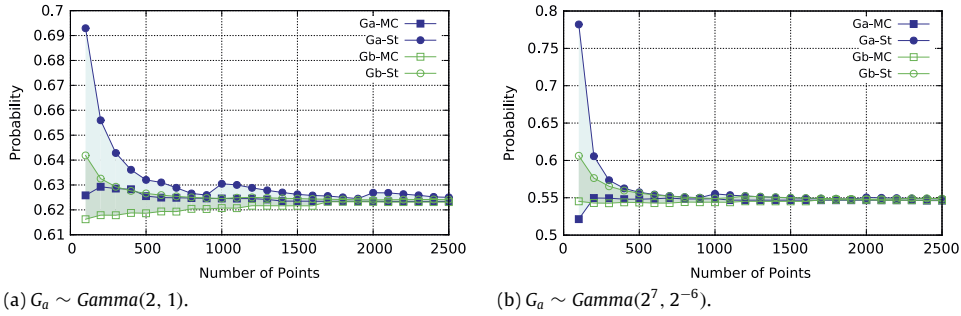 0.7
0.69
0.68
0.67
0.66
0.65
0.64
0.63
0.62
0.61
Probability
0 500 1000 1500 2000 2500
Number of Points
Ga-MC
Ga-St
Gb-MC
Gb-St
(a) Gₐ ∼ Gamma(2, 1).
0.8
0.75
0.7
0.65
0.6
0.55
0.5
Probability
0 500 1000 1500 2000 2500
Number of Points
Ga-MC
Ga-St
Gb-MC
Gb-St
(b) Gₐ ∼ Gamma(2⁷, 2⁻⁶).